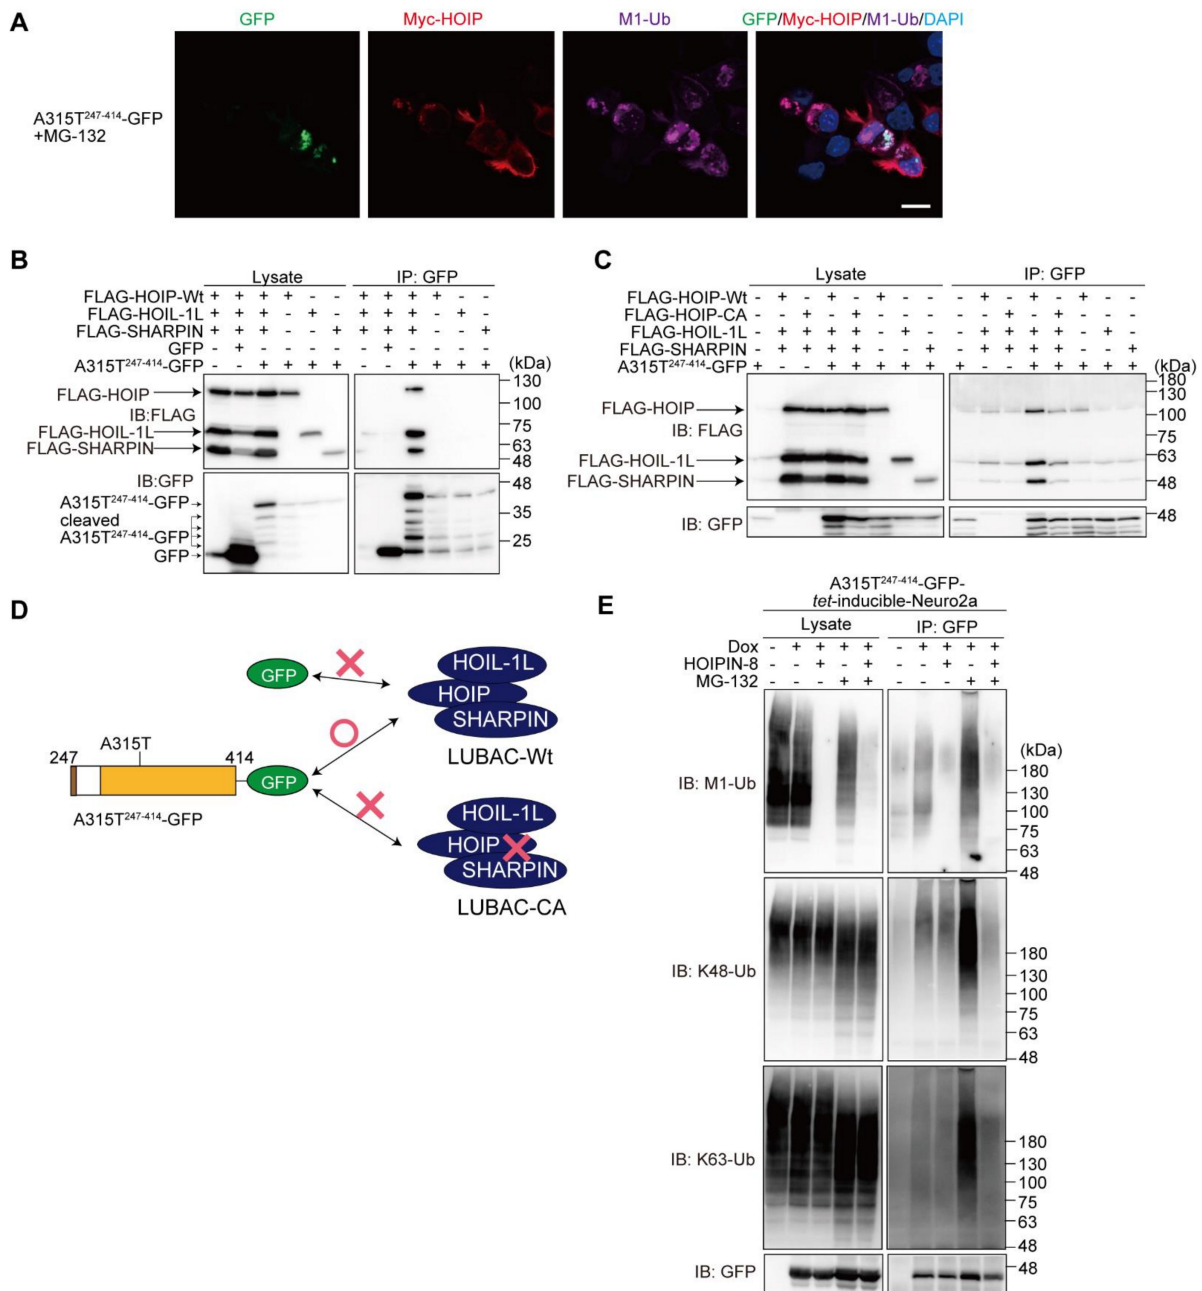 A
GFP
Myc-HOIP
M1-Ub
GFP/Myc-HOIP/M1-Ub/DAPI
A315T247-414-GFP
+MG-132
B
Lysate
IP: GFP
FLAG-HOIP-Wt + + + + - - + + + + - -
FLAG-HOIL-1L + + + - + - + + + - + -
FLAG-SHARPIN + + + - - + + + + - - +
GFP - + - - - - - + - - - -
A315T247-414-GFP - - + + + + - - + + + +
(kDa)
FLAG-HOIP
IB:FLAG
FLAG-HOIL-1L
FLAG-SHARPIN
130
100
75
63
48
IB:GFP
A315T247-414-GFP
cleaved
A315T247-414-GFP
GFP
48
35
25
C
Lysate
IP: GFP
FLAG-HOIP-Wt - + - + - + - - - + - + - + - -
FLAG-HOIP-CA - - + - + - - - - - + - + - - -
FLAG-HOIL-1L - + + + + - + - - + + + + - + -
FLAG-SHARPIN - + + + + - - + - + + + + - - +
A315T247-414-GFP + - - + + + + + + - - + + + + +
(kDa)
FLAG-HOIP
IB: FLAG
FLAG-HOIL-1L
FLAG-SHARPIN
180
130
100
75
63
48
IB: GFP
48
D
GFP
HOIL-1L
HOIP
SHARPIN
LUBAC-Wt
247
A315T
414
GFP
A315T247-414-GFP
HOIL-1L
HOIP
SHARPIN
LUBAC-CA
E
A315T247-414-GFP-
tet-inducible-Neuro2a
Lysate
IP: GFP
Dox - + + + + - + + + +
HOIPIN-8 - - + - + - - + - +
MG-132 - - - + + - - - + +
(kDa)
IB: M1-Ub
180
130
100
75
63
48
IB: K48-Ub
180
130
100
75
63
48
IB: K63-Ub
180
130
100
75
63
48
IB: GFP
48